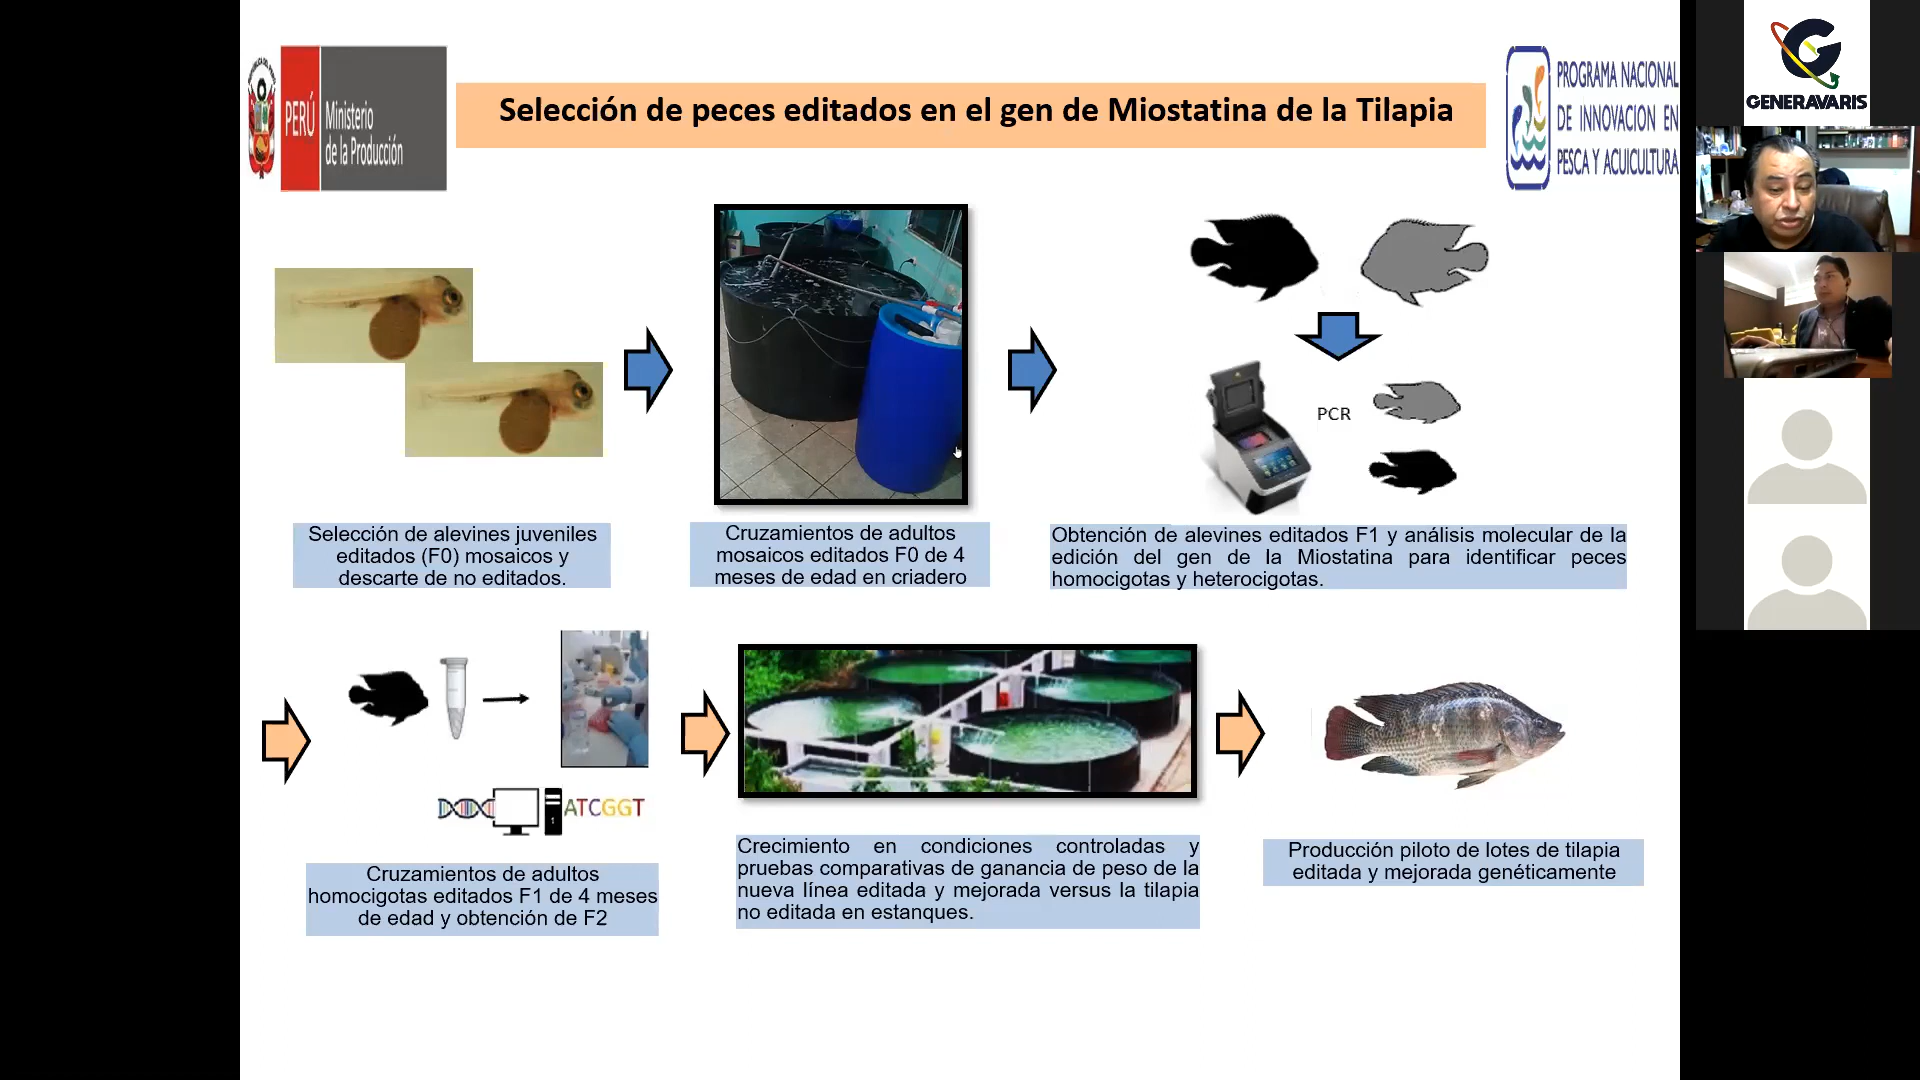 PERÚ
Ministerio
de la Producción
Selección de peces editados en el gen de Miostatina de la Tilapia
PROGRAMA NACIONAL
DE INNOVACION EN
PESCA Y ACUICULTURA
GENERAVARIS
PCR
Selección de alevines juveniles
editados (F0) mosaicos y
descarte de no editados.
Cruzamientos de adultos
mosaicos editados F0 de 4
meses de edad en criadero
Obtención de alevines editados F1 y análisis molecular de la
edición del gen de la Miostatina para identificar peces
homocigotas y heterocigotas.
ATCGGT
Cruzamientos de adultos
homocigotas editados F1 de 4 meses
de edad y obtención de F2
Crecimiento en condiciones controladas y
pruebas comparativas de ganancia de peso de la
nueva línea editada y mejorada versus la tilapia
no editada en estanques.
Producción piloto de lotes de tilapia
editada y mejorada genéticamente